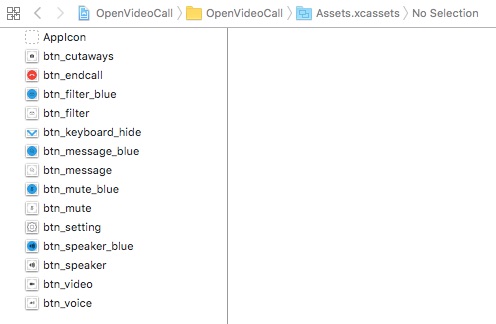 OpenVideoCall OpenVideoCall Assets.xcassets No Selection
AppIcon
btn_cutaways
btn_endcall
btn_filter_blue
btn_filter
btn_keyboard_hide
btn_message_blue
btn_message
btn_mute_blue
btn_mute
btn_setting
btn_speaker_blue
btn_speaker
btn_video
btn_voice